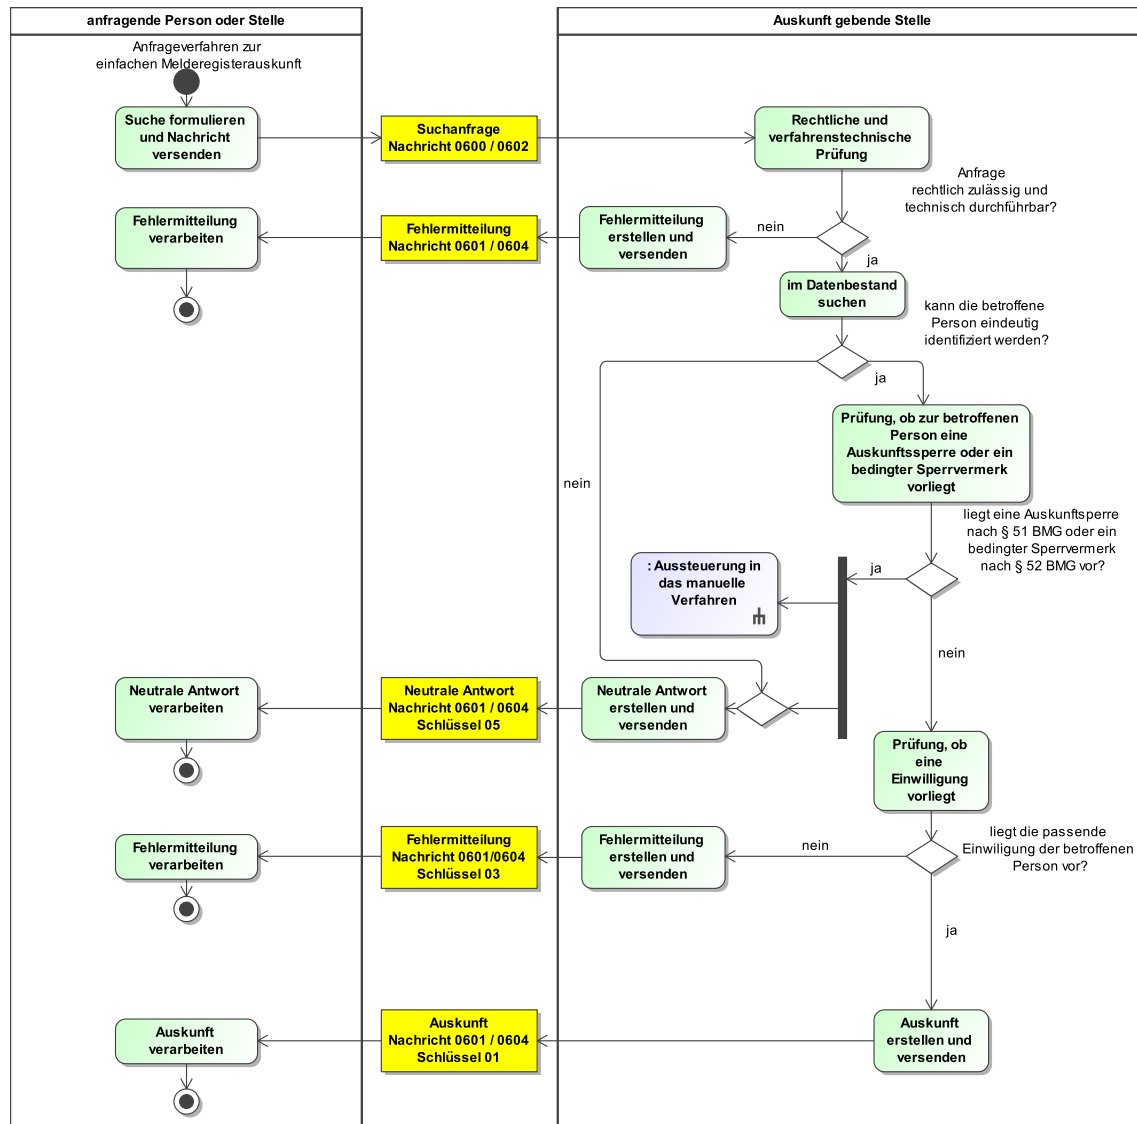 anfragende Person oder Stelle
Auskunft gebende Stelle
Anfrageverfahren zur
einfachen Melderegisterauskunft
Suche formulieren
und Nachricht
versenden
Suchanfrage
Nachricht 0600 / 0602
Rechtliche und
verfahrenstechnische
Prüfung
Anfrage
rechtlich zulässig und
technisch durchführbar?
Fehlermitteilung
verarbeiten
Fehlermitteilung
Nachricht 0601 / 0604
Fehlermitteilung
erstellen und
versenden
nein
ja
im Datenbestand
suchen
kann die betroffene
Person eindeutig
identifiziert werden?
ja
Prüfung, ob zur betroffenen
Person eine
Auskunftssperre oder ein
bedingter Sperrvermerk
vorliegt
nein
liegt eine Auskunftsperre
nach § 51 BMG oder ein
bedingter Sperrvermerk
nach § 52 BMG vor?
: Aussteuerung in
das manuelle
Verfahren
ja
nein
Neutrale Antwort
verarbeiten
Neutrale Antwort
Nachricht 0601 / 0604
Schlüssel 05
Neutrale Antwort
erstellen und
versenden
Prüfung, ob
eine
Einwilligung
vorliegt
Fehlermitteilung
verarbeiten
Fehlermitteilung
Nachricht 0601/0604
Schlüssel 03
Fehlermitteilung
erstellen und
versenden
nein
liegt die passende
Einwiligung der betroffenen
Person vor?
ja
Auskunft
verarbeiten
Auskunft
Nachricht 0601 / 0604
Schlüssel 01
Auskunft
erstellen und
versenden